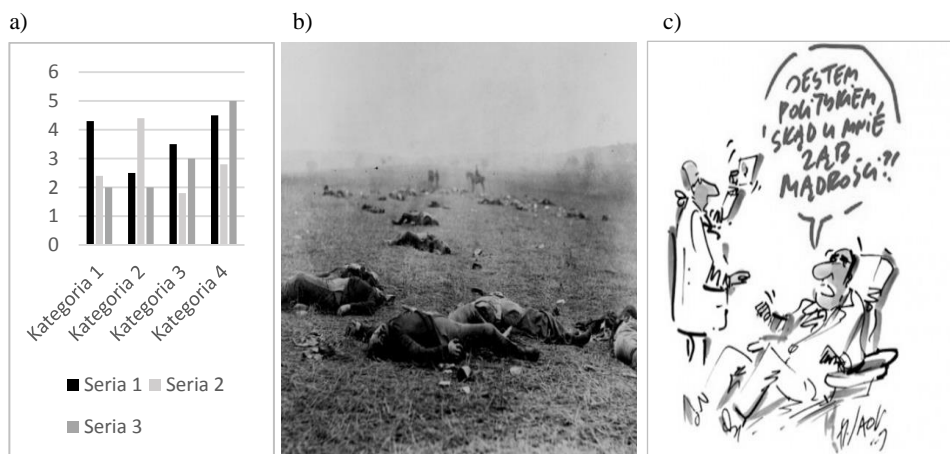 a)
b)
c)
6
5
4
3
2
1
0
Kategoria 1
Kategoria 2
Kategoria 3
Kategoria 4
Seria 1
Seria 2
Seria 3
JESTEM
POLITYKIEM,
SKĄD U MNIE
ZĄB
MĄDROŚCI?!